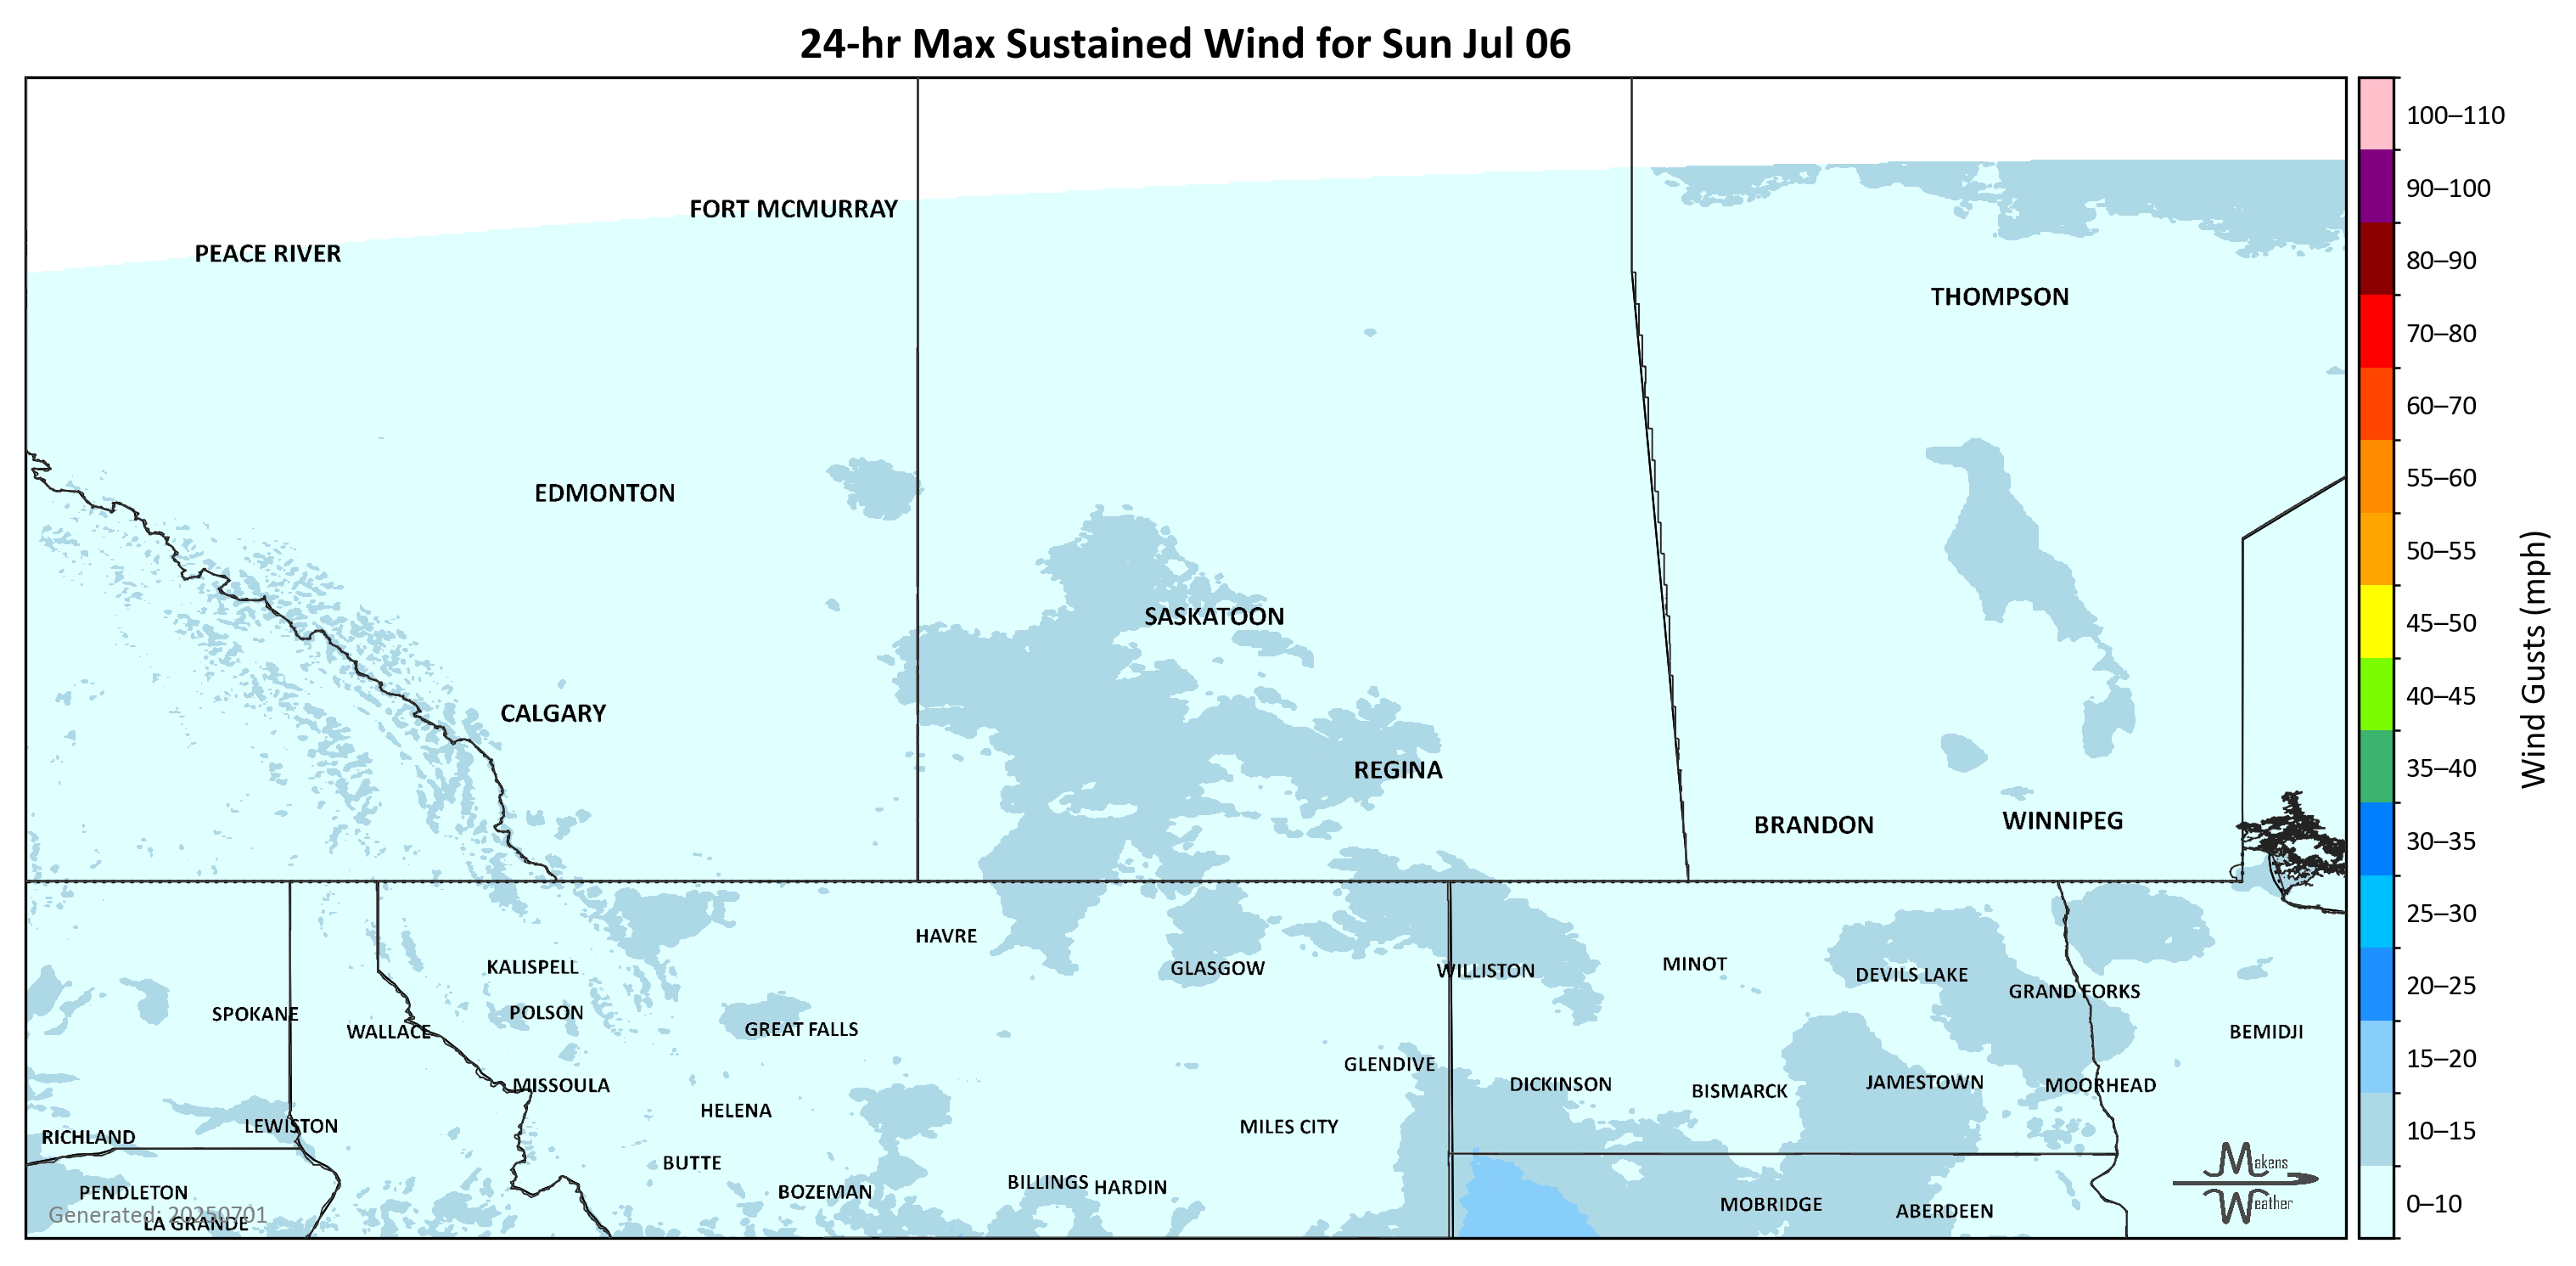 24-hr Max Sustained Wind for Sun Jul 06
100–110
FORT MCMURRAY
90–100
PEACE RIVER
80–90
THOMPSON
70–80
60–70
EDMONTON
55–60
50–55
SASKATOON
45–50
Wind Gusts (mph)
CALGARY
40–45
REGINA
35–40
BRANDON
WINNIPEG
30–35
HAVRE
25–30
KALISPELL
GLASGOW
WILLISTON
MINOT
DEVILS LAKE
20–25
GRAND FORKS
SPOKANE
POLSON
WALLACE
GREAT FALLS
BEMIDJI
GLENDIVE
15–20
MISSOULA
DICKINSON
BISMARCK
JAMESTOWN
MOORHEAD
HELENA
LEWISTON
MILES CITY
10–15
RICHLAND
BUTTE
Makens
PENDLETON
BOZEMAN
BILLINGS
HARDIN
MOBRIDGE
ABERDEEN
Weather
0–10
Generated: 20250701
LA GRANDE